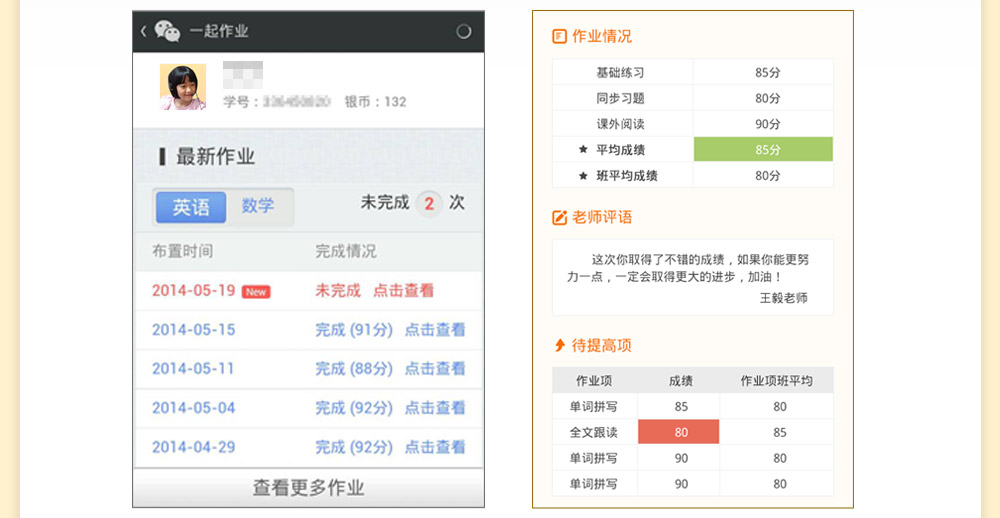 一起作业
学号： 银币：132
最新作业
英语 数学 未完成 2 次
布置时间 完成情况
2014-05-19 New 未完成 点击查看
2014-05-15 完成 (91分) 点击查看
2014-05-11 完成 (88分) 点击查看
2014-05-04 完成 (92分) 点击查看
2014-04-29 完成 (92分) 点击查看
查看更多作业
作业情况
基础练习 85分
同步习题 80分
课外阅读 90分
★ 平均成绩 85分
★ 班平均成绩 80分
老师评语
这次你取得了不错的成绩，如果你能更努
力一点，一定会取得更大的进步，加油！
王毅老师
待提高项
作业项 成绩 作业项班平均
单词拼写 85 80
全文跟读 80 85
单词拼写 90 80
单词拼写 90 80